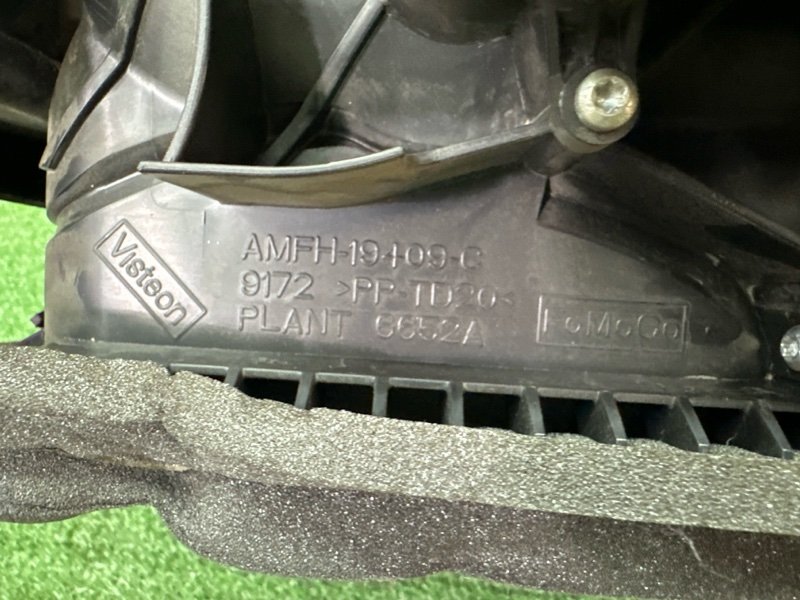 Visteon
AMFH-19409-C
9172 >PP-TD20<
PLANT 6652A
FoMoCo